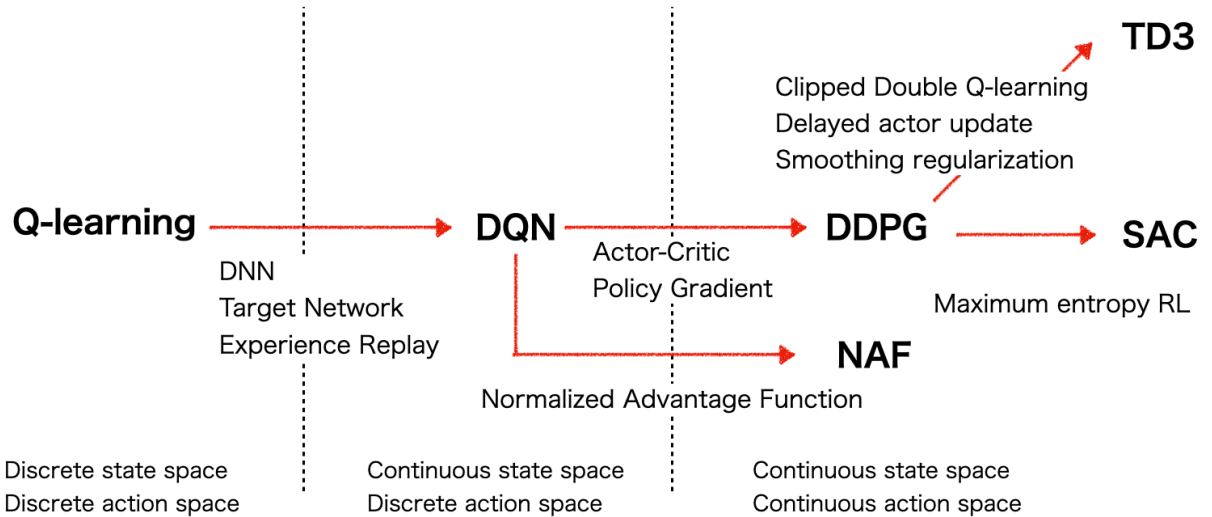 TD3
Clipped Double Q-learning
Delayed actor update
Smoothing regularization
Q-learning
DQN
DDPG
SAC
Actor-Critic
Policy Gradient
DNN
Target Network
Experience Replay
Maximum entropy RL
NAF
Normalized Advantage Function
Discrete state space
Discrete action space
Continuous state space
Discrete action space
Continuous state space
Continuous action space